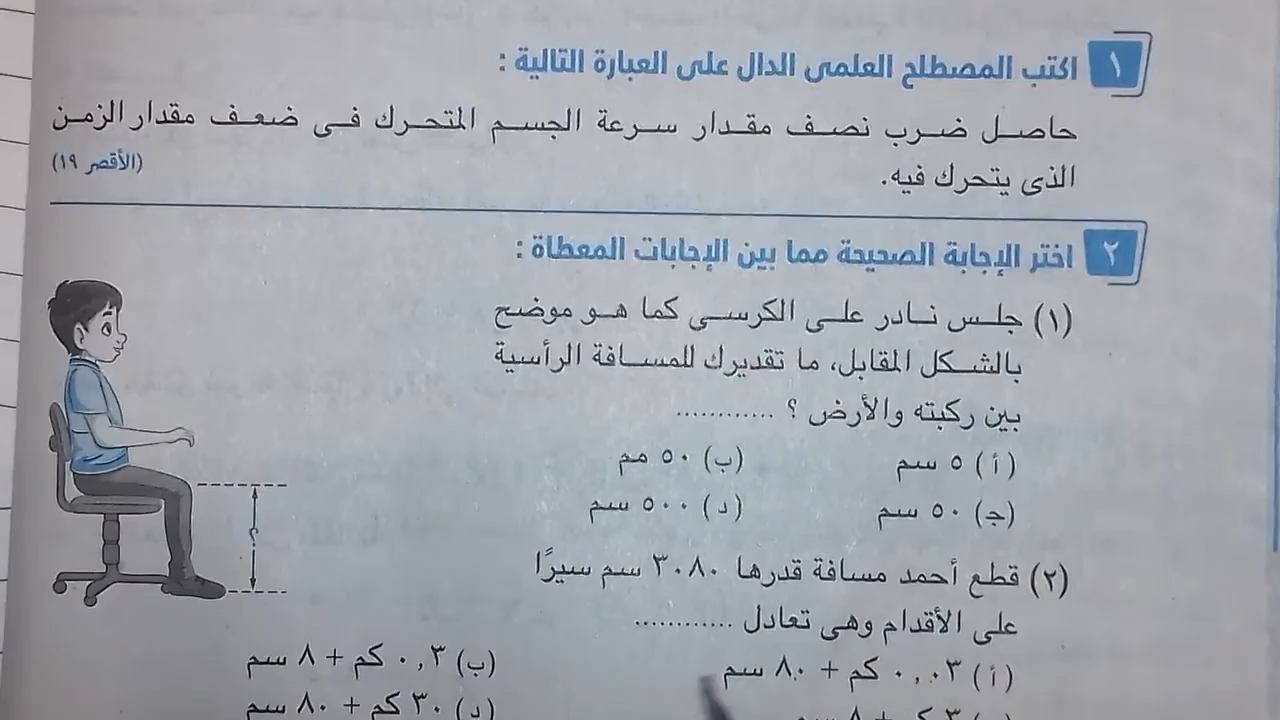 ١ اكتب المصطلح العلمى الدال على العبارة التالية :
حاصل ضرب نصف مقدار سرعة الجسم المتحرك فى ضعف مقدار الزمن
الذى يتحرك فيه. (الأقصر ١٩)
٢ اختر الإجابة الصحيحة مما بين الإجابات المعطاة :
(١) جلس نادر على الكرسى كما هو موضح
بالشكل المقابل، ما تقديرك للمسافة الرأسية
بين ركبته والأرض ؟ ............
(أ) ٥ سم (ب) ٥٠ مم
(ج) ٥٠ سم (د) ٥٠٠ سم
؟
(٢) قطع أحمد مسافة قدرها ٣٠٨٠ سم سيرًا
على الأقدام وهى تعادل ............
(أ) ٠,٠٣ كم + ٨٠ سم (ب) ٠,٣ كم + ٨ سم
(د) ٣٠ كم + ٨٠ سم